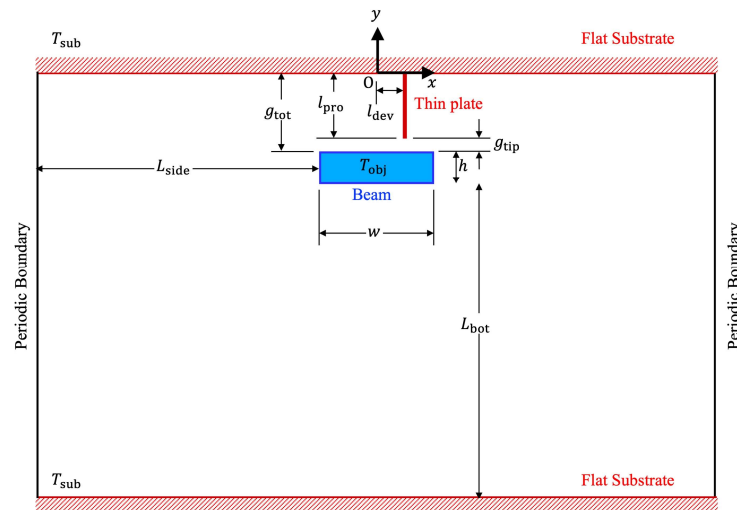 y
T_sub
Flat Substrate
O
x
l_pro
Thin plate
g_tot
l_dev
g_tip
T_obj
h
L_side
Beam
w
Periodic Boundary
Periodic Boundary
L_bot
T_sub
Flat Substrate